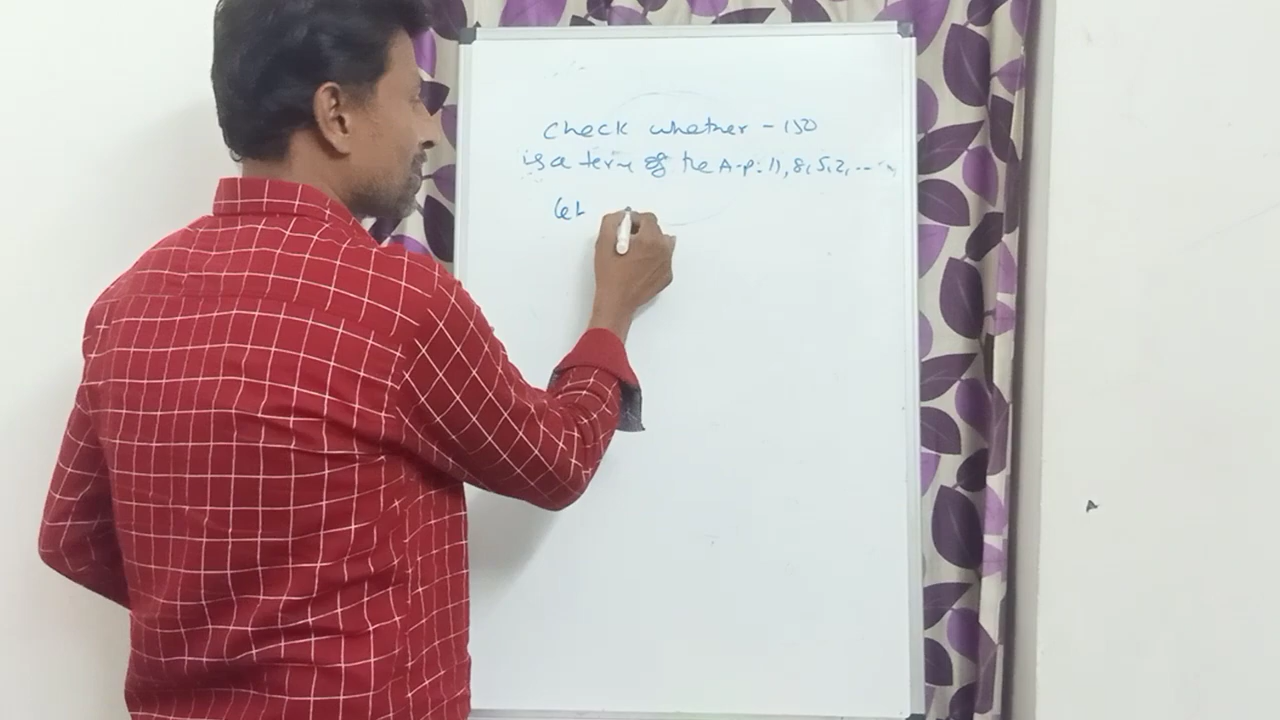 Check whether - 150
is a term of the A.p: 11, 8, 5, 2, ....
Let